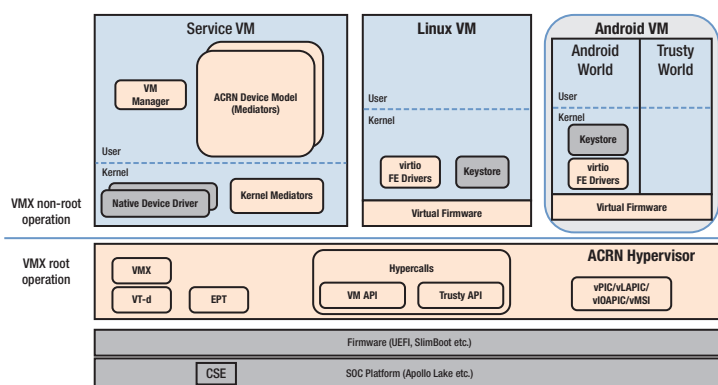 Service VM
VM
Manager
ACRN Device Model
(Mediators)
User
Kernel
Native Device Driver
Kernel Mediators
Linux VM
User
Kernel
virtio
FE Drivers
Keystore
Virtual Firmware
Android VM
Android
World
Trusty
World
User
Kernel
Keystore
virtio
FE Drivers
Virtual Firmware
VMX non-root
operation
VMX root
operation
ACRN Hypervisor
VMX
VT-d
EPT
Hypercalls
VM API
Trusty API
vPIC/vLAPIC/
vIOAPIC/vMSI
Firmware (UEFI, SlimBoot etc.)
CSE
SOC Platform (Apollo Lake etc.)